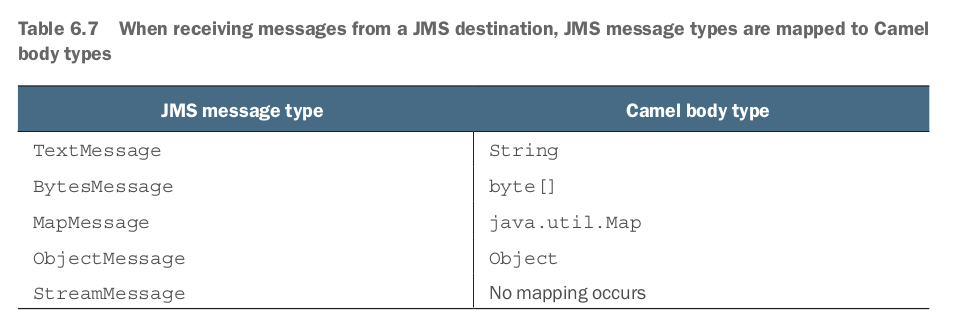 Table 6.7 When receiving messages from a JMS destination, JMS message types are mapped to Camel
body types
JMS message type Camel body type
TextMessage String
BytesMessage byte[]
MapMessage java.util.Map
ObjectMessage Object
StreamMessage No mapping occurs